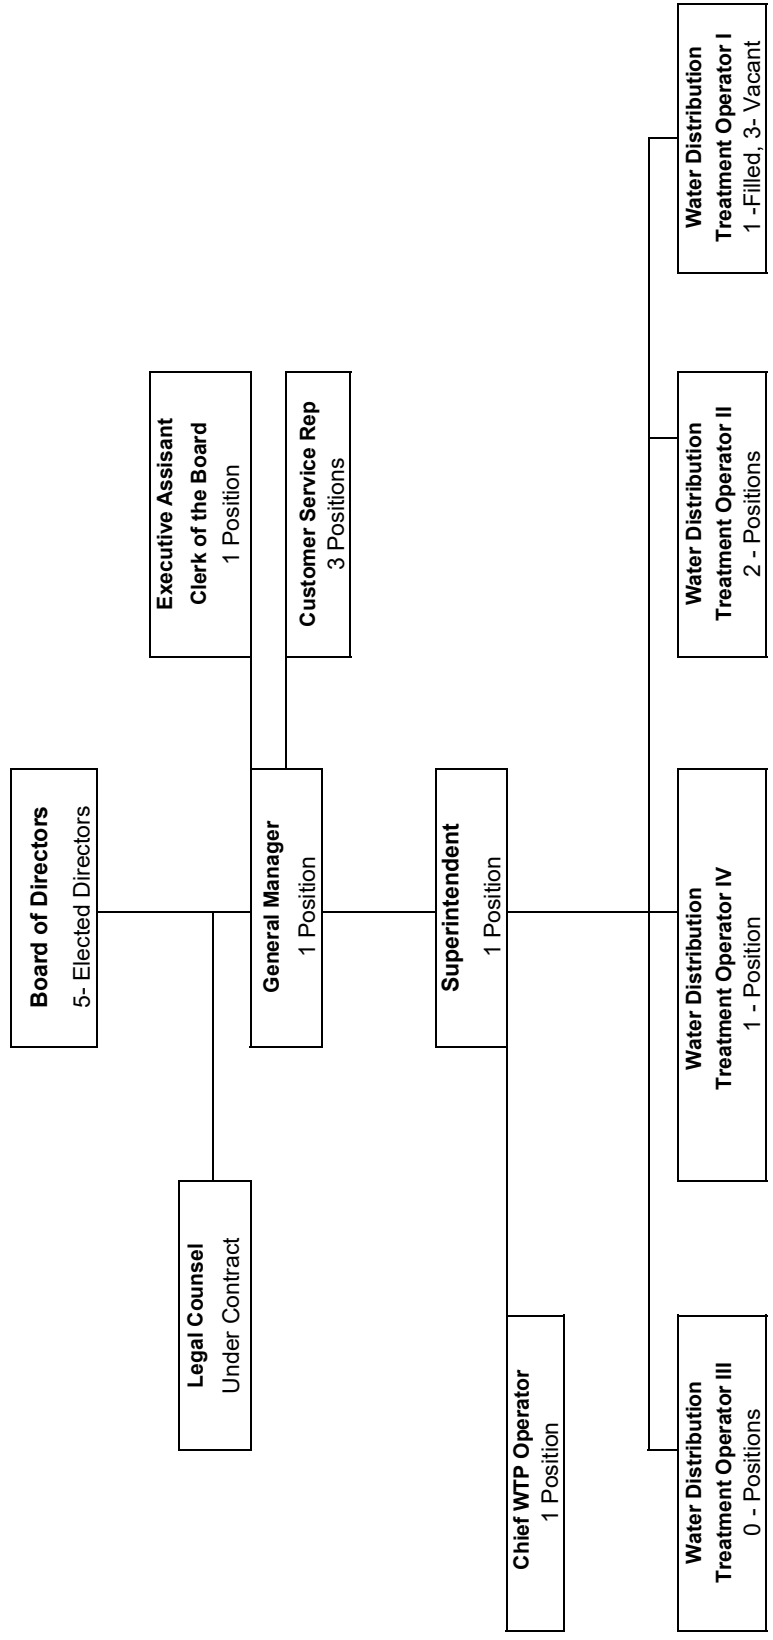 Board of Directors
5- Elected Directors
Legal Counsel
Under Contract
Executive Assisant
Clerk of the Board
1 Position
General Manager
1 Position
Customer Service Rep
3 Positions
Superintendent
1 Position
Chief WTP Operator
1 Position
Water Distribution
Treatment Operator III
0 - Positions
Water Distribution
Treatment Operator IV
1 - Position
Water Distribution
Treatment Operator II
2 - Positions
Water Distribution
Treatment Operator I
1 -Filled, 3- Vacant